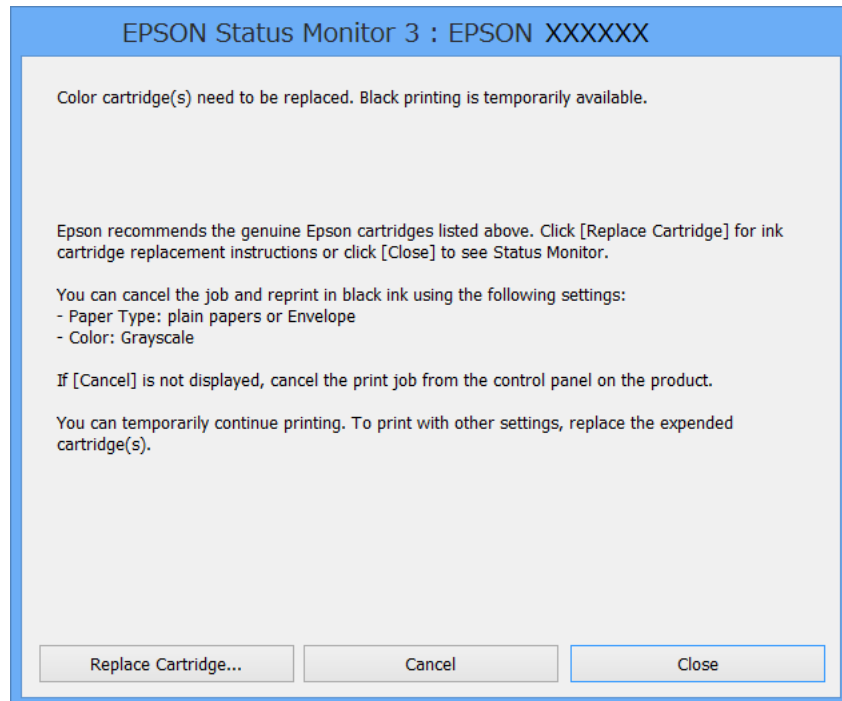 EPSON Status Monitor 3 : EPSON XXXXXX
Color cartridge(s) need to be replaced. Black printing is temporarily available.
Epson recommends the genuine Epson cartridges listed above. Click [Replace Cartridge] for ink
cartridge replacement instructions or click [Close] to see Status Monitor.
You can cancel the job and reprint in black ink using the following settings:
- Paper Type: plain papers or Envelope
- Color: Grayscale
If [Cancel] is not displayed, cancel the print job from the control panel on the product.
You can temporarily continue printing. To print with other settings, replace the expended
cartridge(s).
Replace Cartridge... Cancel Close